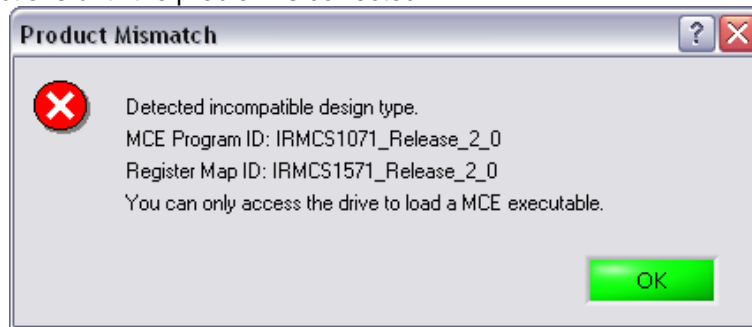 Product Mismatch
Detected incompatible design type.
MCE Program ID: IRMCS1071_Release_2_0
Register Map ID: IRMCS1571_Release_2_0
You can only access the drive to load a MCE executable.
OK